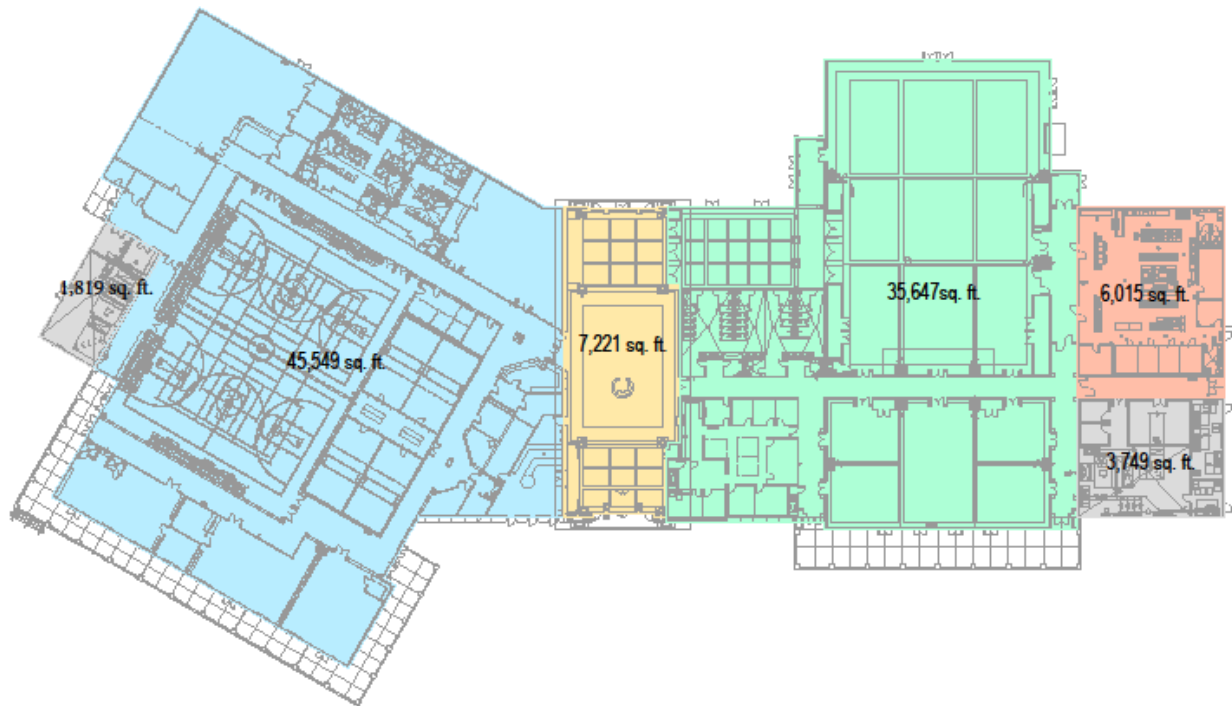 1,819 sq. ft.
45,549 sq. ft.
7,221 sq. ft.
35,647sq. ft.
6,015 sq. ft.
3,749 sq. ft.